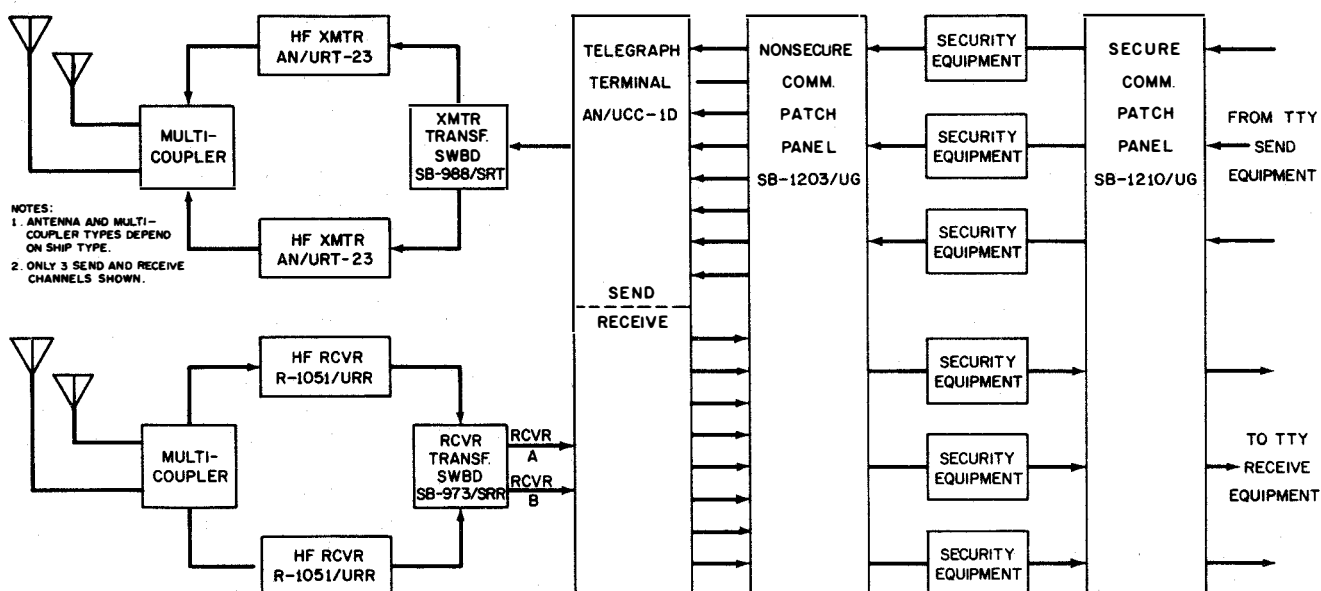 HF XMTR
AN/URT-23
MULTI-
COUPLER
XMTR
TRANSF.
SWBD
SB-988/SRT
HF XMTR
AN/URT-23
NOTES:
1. ANTENNA AND MULTI-
COUPLER TYPES DEPEND
ON SHIP TYPE.
2. ONLY 3 SEND AND RECEIVE
CHANNELS SHOWN.
TELEGRAPH
TERMINAL
AN/UCC-1D
SEND
RECEIVE
NONSECURE
COMM.
PATCH
PANEL
SB-1203/UG
SECURITY
EQUIPMENT
SECURITY
EQUIPMENT
SECURITY
EQUIPMENT
SECURE
COMM.
PATCH
PANEL
SB-1210/UG
FROM TTY
SEND
EQUIPMENT
HF RCVR
R-1051/URR
MULTI-
COUPLER
RCVR
TRANSF.
SWBD
SB-973/SRR
RCVR
A
RCVR
B
HF RCVR
R-1051/URR
SECURITY
EQUIPMENT
SECURITY
EQUIPMENT
SECURITY
EQUIPMENT
TO TTY
RECEIVE
EQUIPMENT